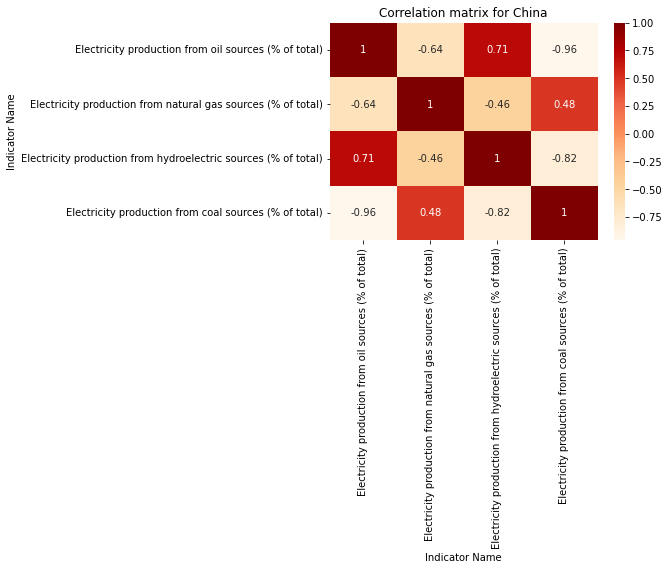 Correlation matrix for China
Indicator Name
Electricity production from oil sources (% of total)
Electricity production from natural gas sources (% of total)
Electricity production from hydroelectric sources (% of total)
Electricity production from coal sources (% of total)
1 -0.64 0.71 -0.96
-0.64 1 -0.46 0.48
0.71 -0.46 1 -0.82
-0.96 0.48 -0.82 1
1.00
0.75
0.50
0.25
0.00
−0.25
−0.50
−0.75
Electricity production from oil sources (% of total)
Electricity production from natural gas sources (% of total)
Electricity production from hydroelectric sources (% of total)
Electricity production from coal sources (% of total)
Indicator Name